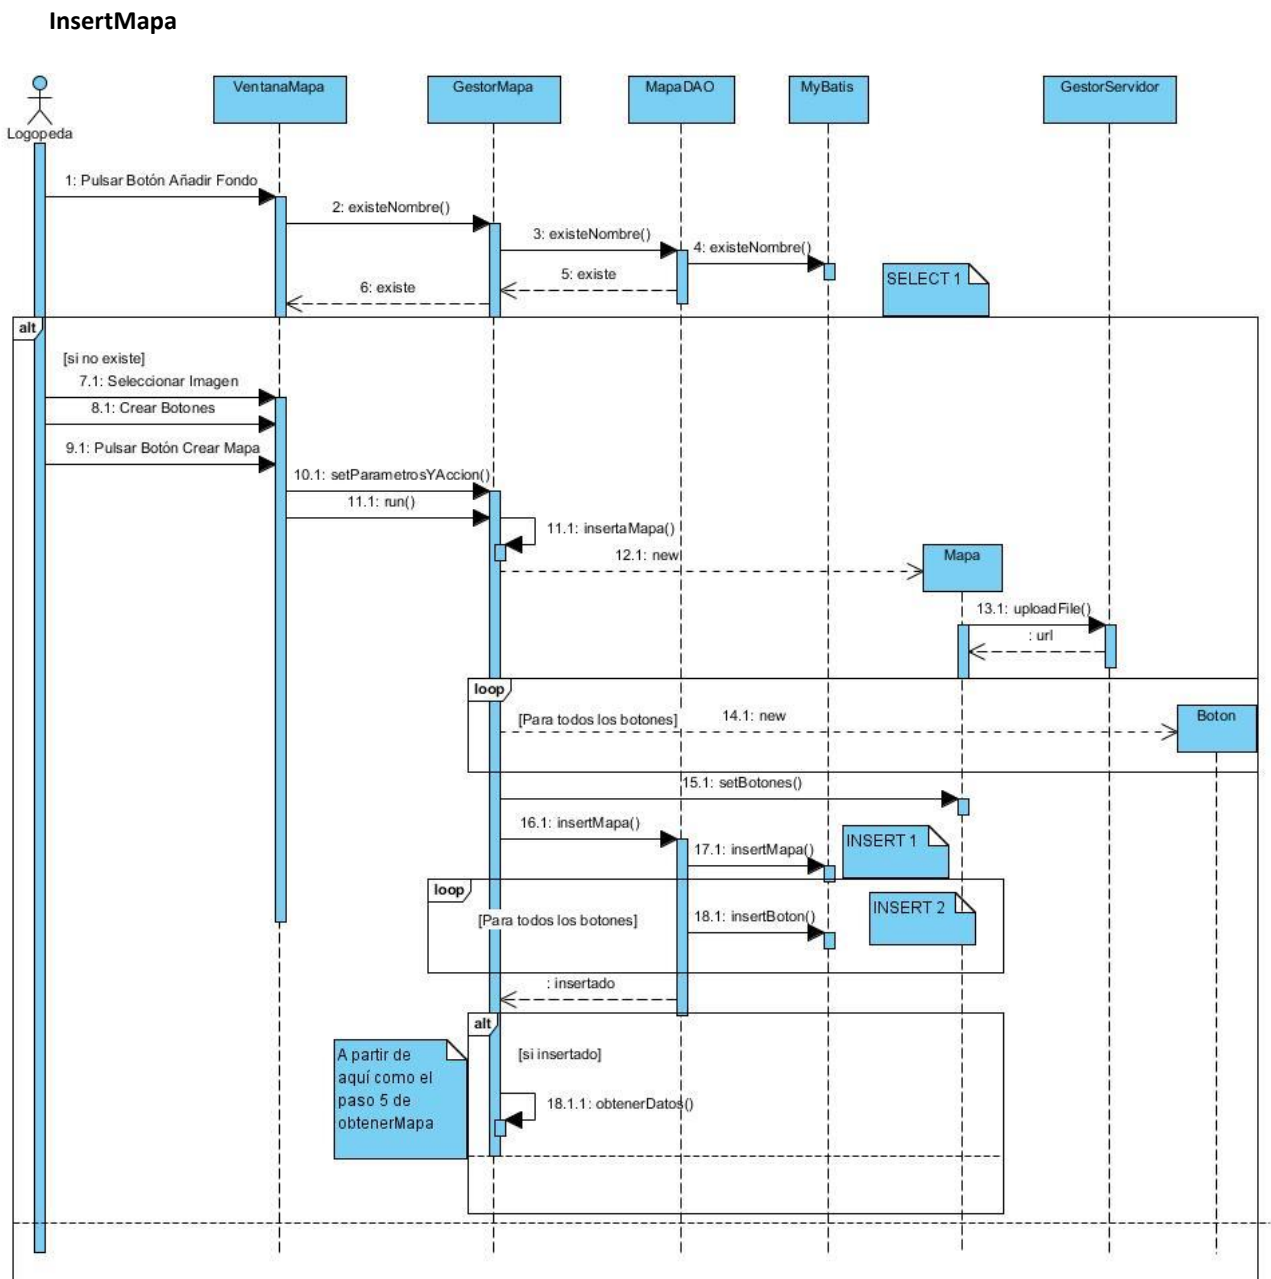 InsertMapa
Logopeda
VentanaMapa
GestorMapa
MapaDAO
MyBatis
GestorServidor
1: Pulsar Botón Añadir Fondo
2: existeNombre()
3: existeNombre()
4: existeNombre()
5: existe
6: existe
SELECT 1
alt
[si no existe]
7.1: Seleccionar Imagen
8.1: Crear Botones
9.1: Pulsar Botón Crear Mapa
10.1: setParametrosYAccion()
11.1: run()
11.1: insertaMapa()
12.1: new
Mapa
13.1: uploadFile()
: url
loop
[Para todos los botones]
14.1: new
Boton
15.1: setBotones()
16.1: insertMapa()
17.1: insertMapa()
INSERT 1
loop
[Para todos los botones]
18.1: insertBoton()
INSERT 2
: insertado
alt
[si insertado]
A partir de
aquí como el
paso 5 de
obtenerMapa
18.1.1: obtenerDatos()